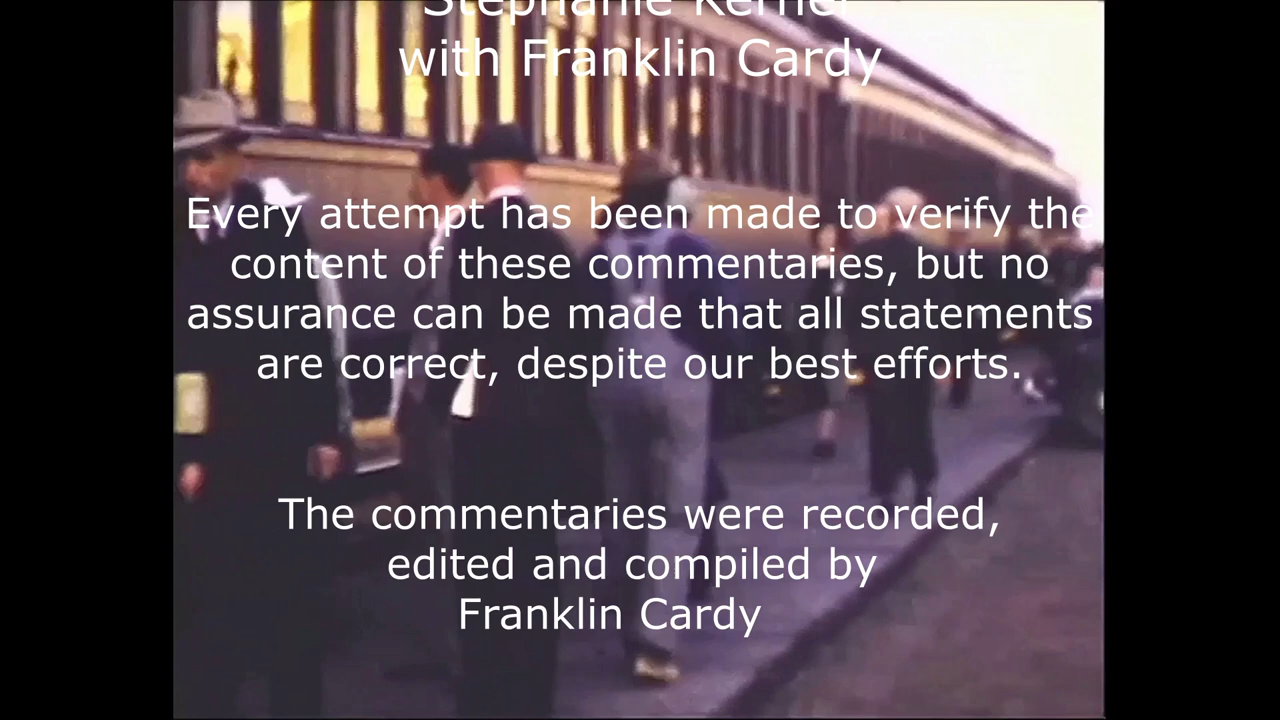 Stephanie Kerner
with Franklin Cardy
Every attempt has been made to verify the
content of these commentaries, but no
assurance can be made that all statements
are correct, despite our best efforts.
The commentaries were recorded,
edited and compiled by
Franklin Cardy